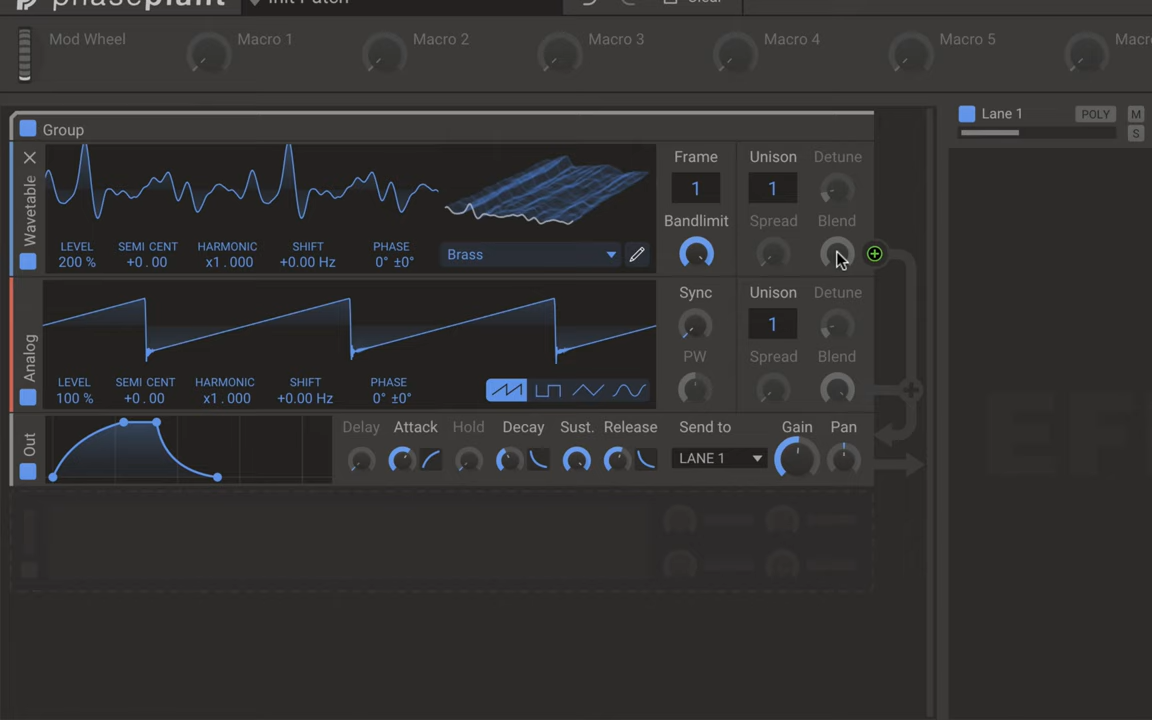 phaseplant Init Patch Clear
Mod Wheel Macro 1 Macro 2 Macro 3 Macro 4 Macro 5
Group
Lane 1 POLY M
S
Wavetable
Frame Unison Detune
1 1
Bandlimit Spread Blend
LEVEL SEMI CENT HARMONIC SHIFT PHASE
200 % +0.00 x1.000 +0.00 Hz 0° ±0°
Brass
Analog
Sync Unison Detune
1
PW Spread Blend
LEVEL SEMI CENT HARMONIC SHIFT PHASE
100 % +0.00 x1.000 +0.00 Hz 0° ±0°
Out
Delay Attack Hold Decay Sust. Release Send to Gain Pan
LANE 1